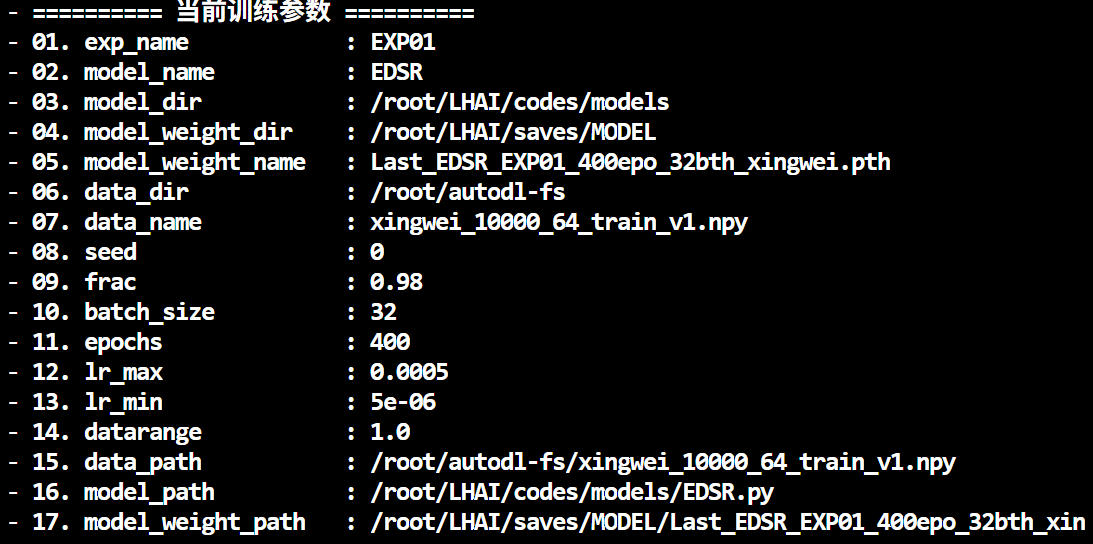 - ========== 当前训练参数 ==========
- 01. exp_name : EXP01
- 02. model_name : EDSR
- 03. model_dir : /root/LHAI/codes/models
- 04. model_weight_dir : /root/LHAI/saves/MODEL
- 05. model_weight_name : Last_EDSR_EXP01_400epo_32bth_xingwei.pth
- 06. data_dir : /root/autodl-fs
- 07. data_name : xingwei_10000_64_train_v1.npy
- 08. seed : 0
- 09. frac : 0.98
- 10. batch_size : 32
- 11. epochs : 400
- 12. lr_max : 0.0005
- 13. lr_min : 5e-06
- 14. datarange : 1.0
- 15. data_path : /root/autodl-fs/xingwei_10000_64_train_v1.npy
- 16. model_path : /root/LHAI/codes/models/EDSR.py
- 17. model_weight_path : /root/LHAI/saves/MODEL/Last_EDSR_EXP01_400epo_32bth_xin